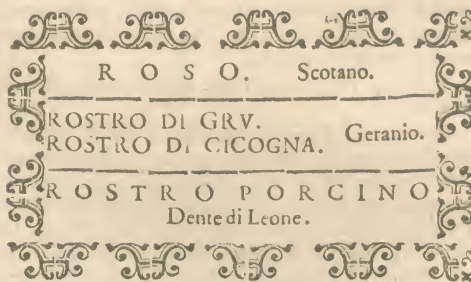 ROSO. Scotano.
ROSTRO DI GRV.
ROSTRO DI CICOGNA. Geranio.
ROSTRO PORCINO
Dente di Leone.